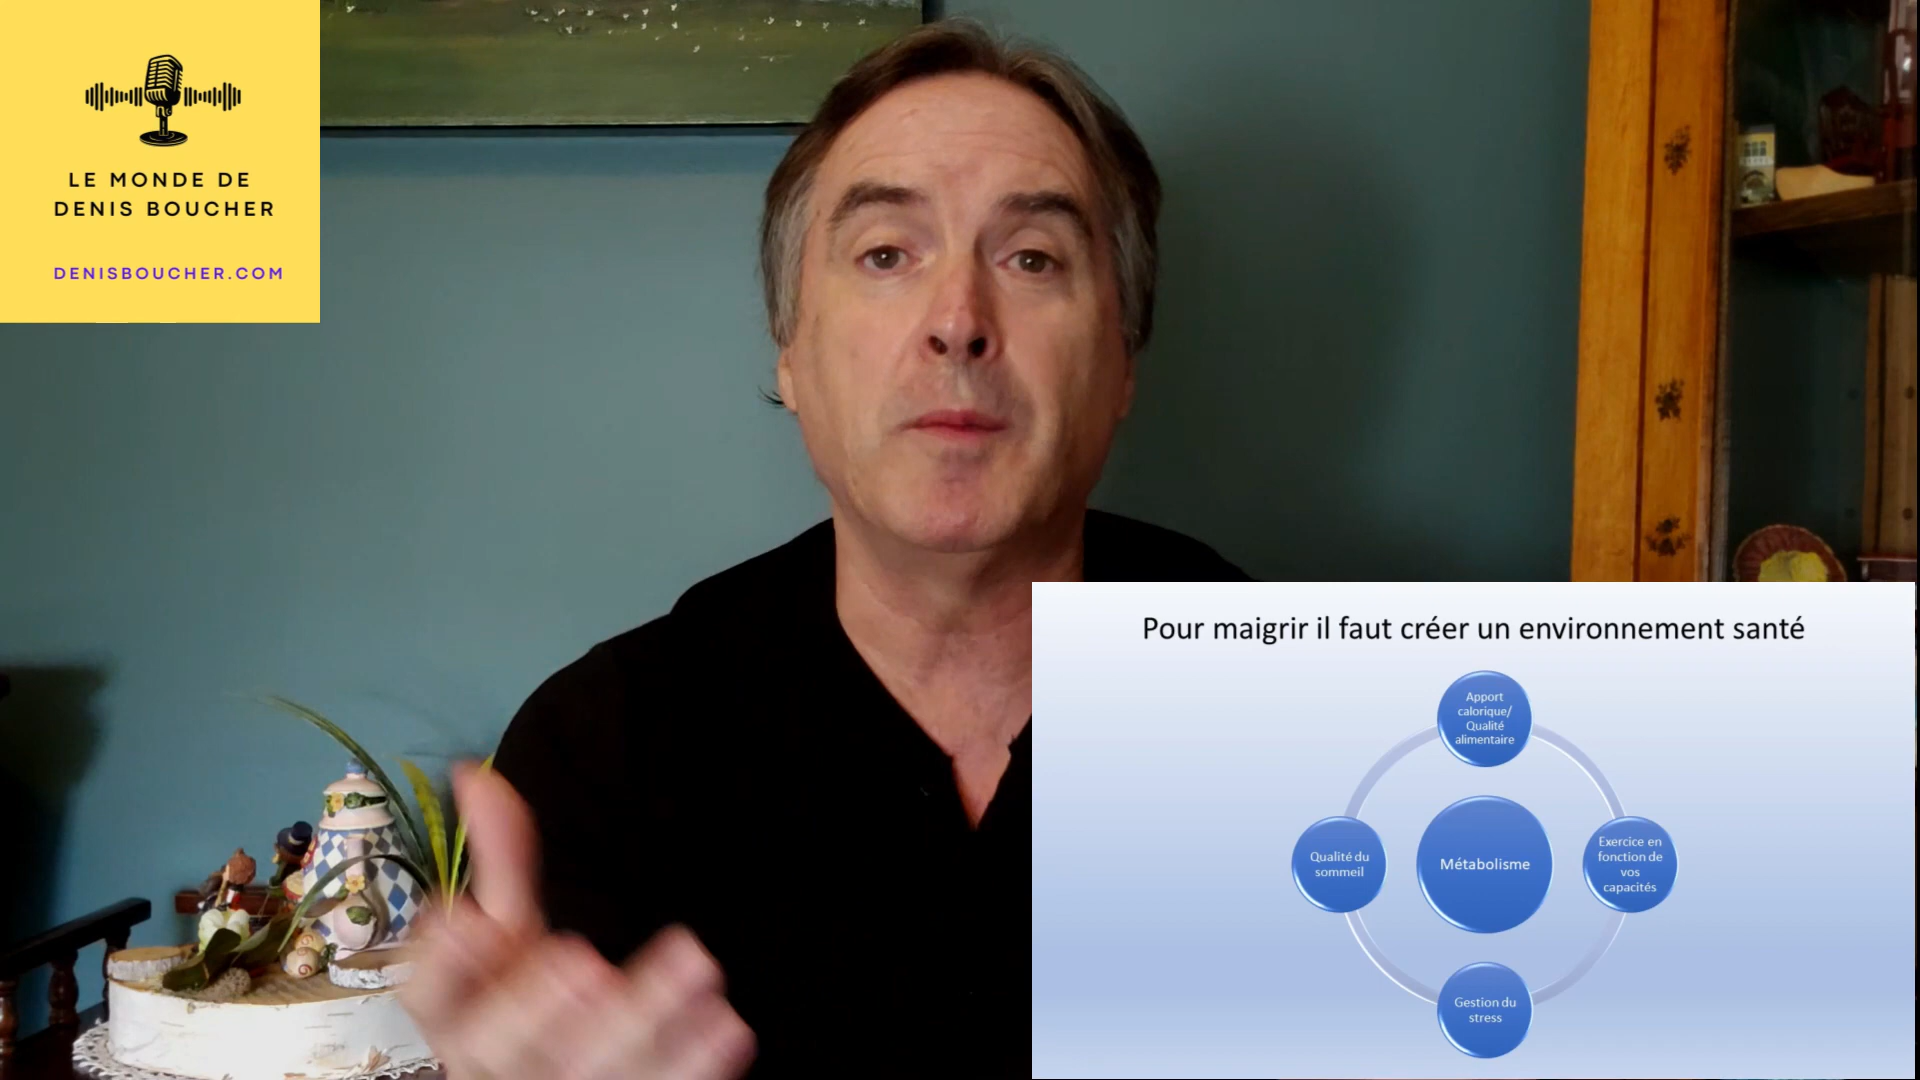 LE MONDE DE
DENIS BOUCHER
DENISBOUCHER.COM
Pour maigrir il faut créer un environnement santé
Apport
calorique/
Qualité
alimentaire
Qualité du
sommeil
Métabolisme
Exercice en
fonction de
vos
capacités
Gestion du
stress